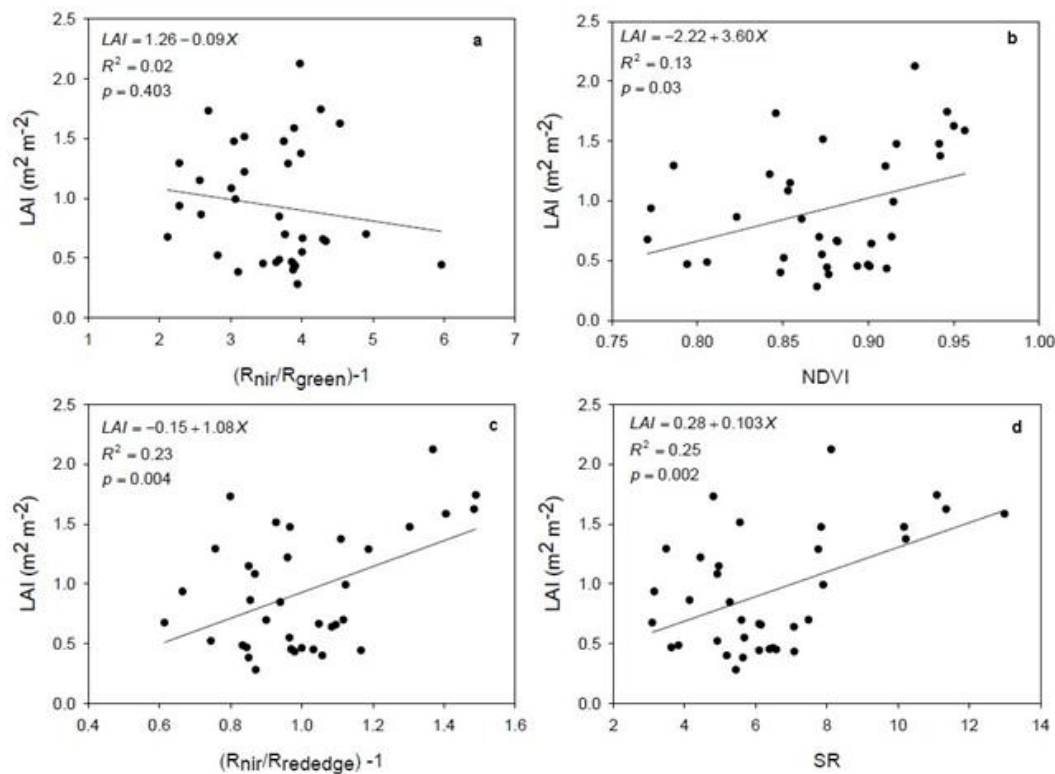 LAI = 1.26 − 0.09X
a
R² = 0.02
p = 0.403
2.5
2.0
1.5
1.0
0.5
0.0
LAI (m² m⁻²)
1 2 3 4 5 6 7
(Rnir/Rgreen)-1
LAI = −2.22 + 3.60X
b
R² = 0.13
p = 0.03
2.5
2.0
1.5
1.0
0.5
0.0
LAI (m² m⁻²)
0.75 0.80 0.85 0.90 0.95 1.00
NDVI
LAI = −0.15 + 1.08X
c
R² = 0.23
p = 0.004
2.5
2.0
1.5
1.0
0.5
0.0
LAI (m² m⁻²)
0.4 0.6 0.8 1.0 1.2 1.4 1.6
(Rnir/Rrededge) -1
LAI = 0.28 + 0.103X
d
R² = 0.25
p = 0.002
2.5
2.0
1.5
1.0
0.5
0.0
LAI (m² m⁻²)
2 4 6 8 10 12 14
SR